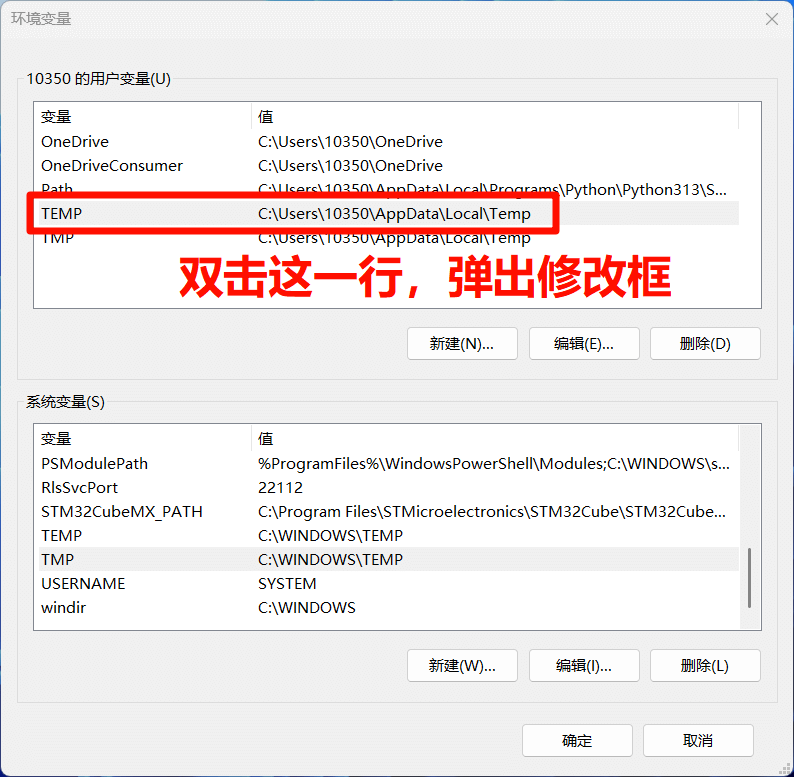 环境变量
10350 的用户变量(U)
变量 值
OneDrive C:\Users\10350\OneDrive
OneDriveConsumer C:\Users\10350\OneDrive
Path C:\Users\10350\AppData\Local\Programs\Python\Python313\S...
TEMP C:\Users\10350\AppData\Local\Temp
TMP C:\Users\10350\AppData\Local\Temp
双击这一行，弹出修改框
新建(N)... 编辑(E)... 删除(D)
系统变量(S)
变量 值
PSModulePath %ProgramFiles%\WindowsPowerShell\Modules;C:\WINDOWS\s...
RlsSvcPort 22112
STM32CubeMX_PATH C:\Program Files\STMicroelectronics\STM32Cube\STM32Cube...
TEMP C:\WINDOWS\TEMP
TMP C:\WINDOWS\TEMP
USERNAME SYSTEM
windir C:\WINDOWS
新建(W)... 编辑(I)... 删除(L)
确定 取消